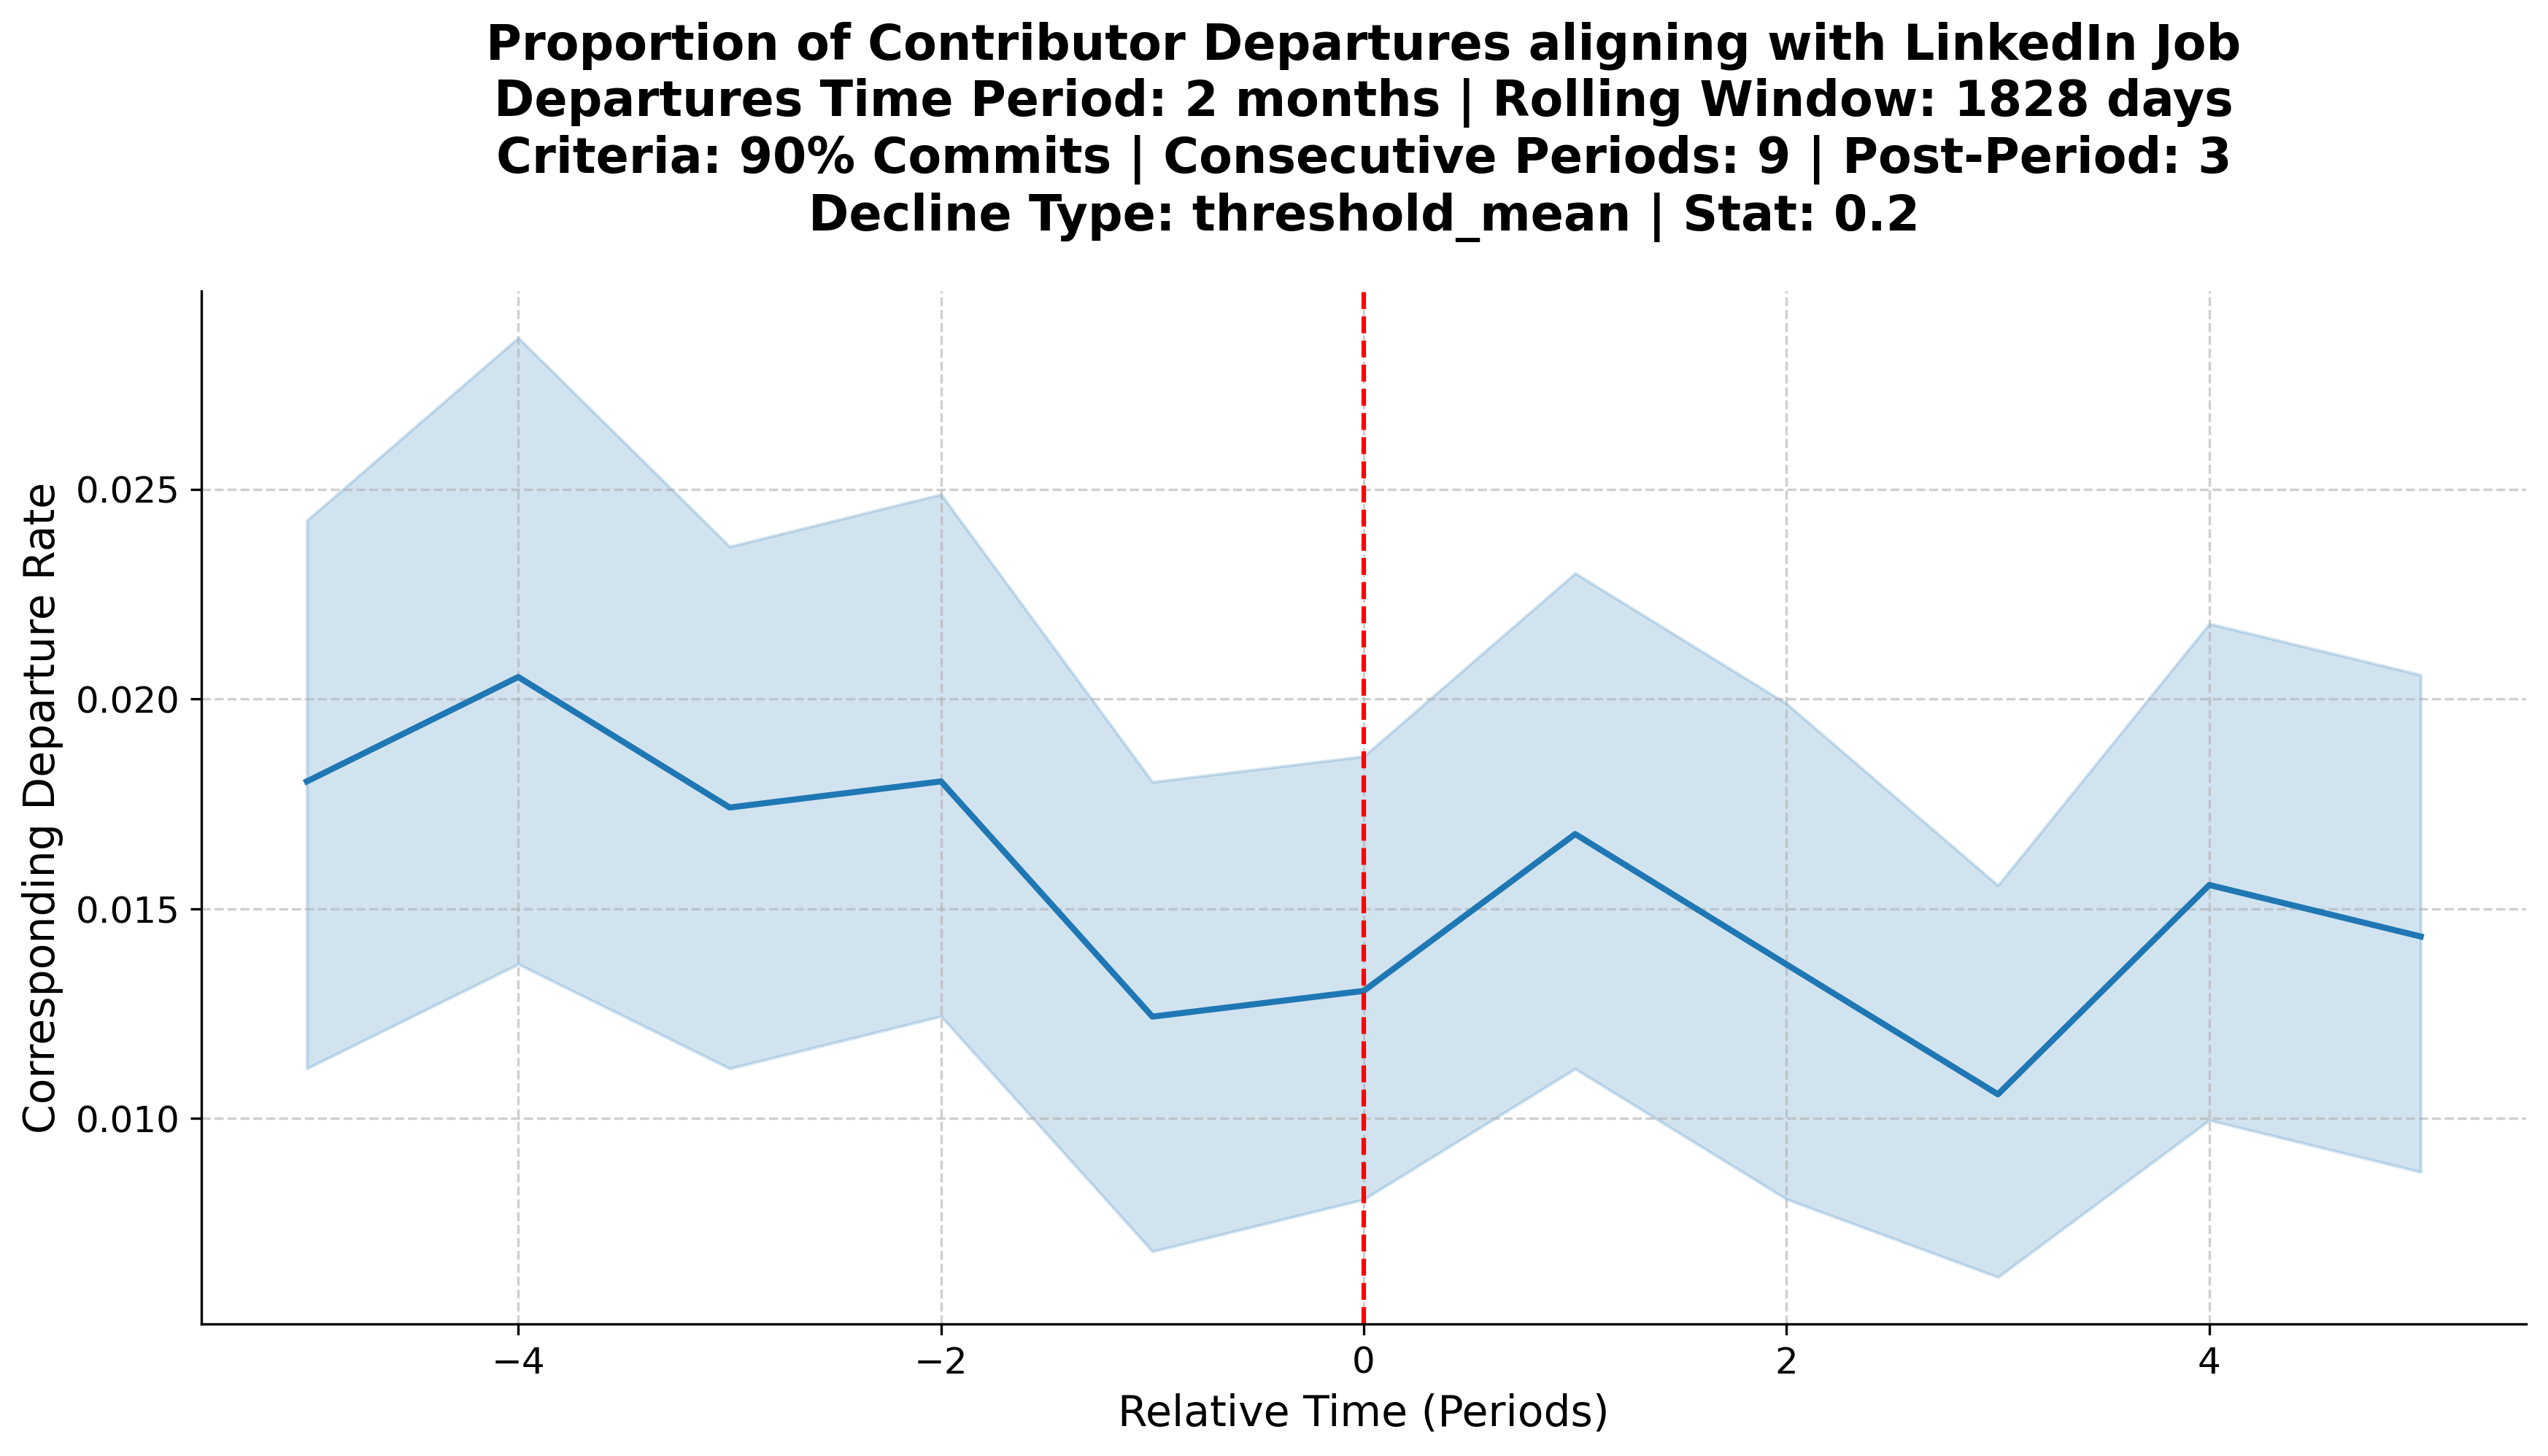 Proportion of Contributor Departures aligning with LinkedIn Job
Departures Time Period: 2 months | Rolling Window: 1828 days
Criteria: 90% Commits | Consecutive Periods: 9 | Post-Period: 3
Decline Type: threshold_mean | Stat: 0.2
Corresponding Departure Rate
0.025
0.020
0.015
0.010
−4
−2
0
2
4
Relative Time (Periods)